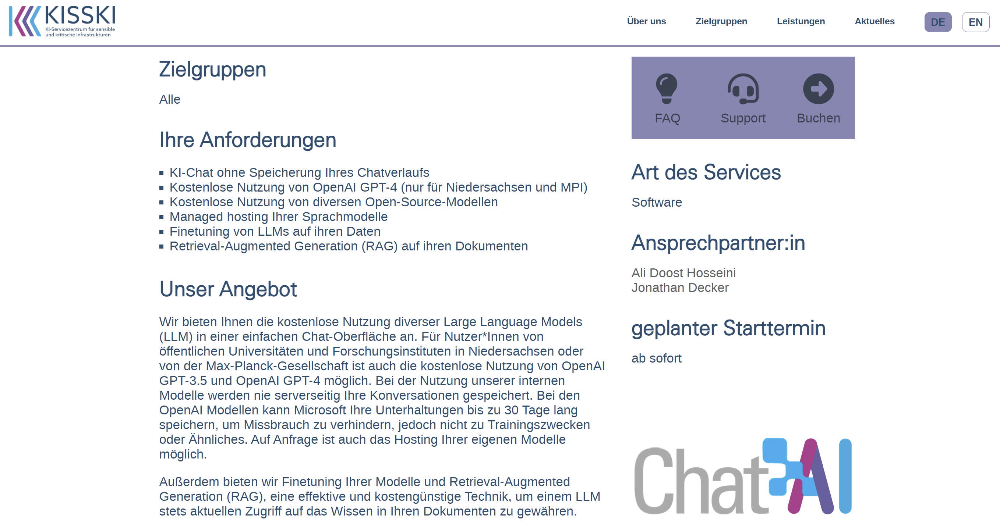 KISSKI
KI-Servicezentrum für sensible
und kritische Infrastrukturen
Über uns
Zielgruppen
Leistungen
Aktuelles
DE
EN
Zielgruppen
Alle
Ihre Anforderungen
KI-Chat ohne Speicherung Ihres Chatverlaufs
Kostenlose Nutzung von OpenAI GPT-4 (nur für Niedersachsen und MPI)
Kostenlose Nutzung von diversen Open-Source-Modellen
Managed hosting Ihrer Sprachmodelle
Finetuning von LLMs auf ihren Daten
Retrieval-Augmented Generation (RAG) auf ihren Dokumenten
Unser Angebot
Wir bieten Ihnen die kostenlose Nutzung diverser Large Language Models
(LLM) in einer einfachen Chat-Oberfläche an. Für Nutzer*Innen von
öffentlichen Universitäten und Forschungsinstituten in Niedersachsen oder
von der Max-Planck-Gesellschaft ist auch die kostenlose Nutzung von OpenAI
GPT-3.5 und OpenAI GPT-4 möglich. Bei der Nutzung unserer internen
Modelle werden nie serverseitig Ihre Konversationen gespeichert. Bei den
OpenAI Modellen kann Microsoft Ihre Unterhaltungen bis zu 30 Tage lang
speichern, um Missbrauch zu verhindern, jedoch nicht zu Trainingszwecken
oder Ähnliches. Auf Anfrage ist auch das Hosting Ihrer eigenen Modelle
möglich.
Außerdem bieten wir Finetuning Ihrer Modelle und Retrieval-Augmented
Generation (RAG), eine effektive und kostengünstige Technik, um einem LLM
stets aktuellen Zugriff auf das Wissen in Ihren Dokumenten zu gewähren.
FAQ
Support
Buchen
Art des Services
Software
Ansprechpartner:in
Ali Doost Hosseini
Jonathan Decker
geplanter Starttermin
ab sofort
Chat AI